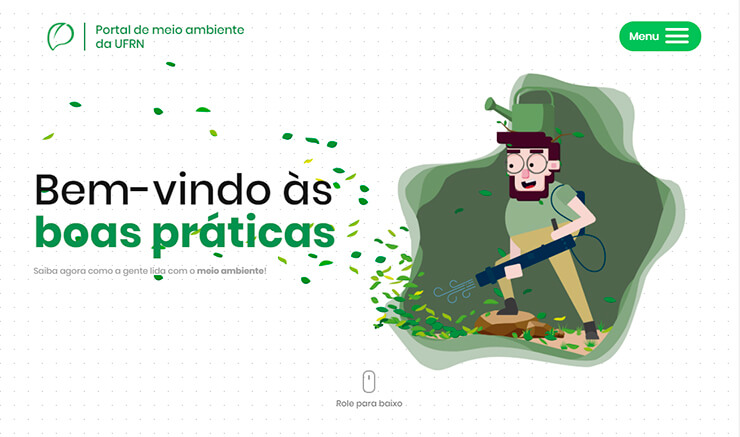 Portal de meio ambiente
da UFRN
Menu
Bem-vindo às
boas práticas
Saiba agora como a gente lida com o meio ambiente!
Role para baixo